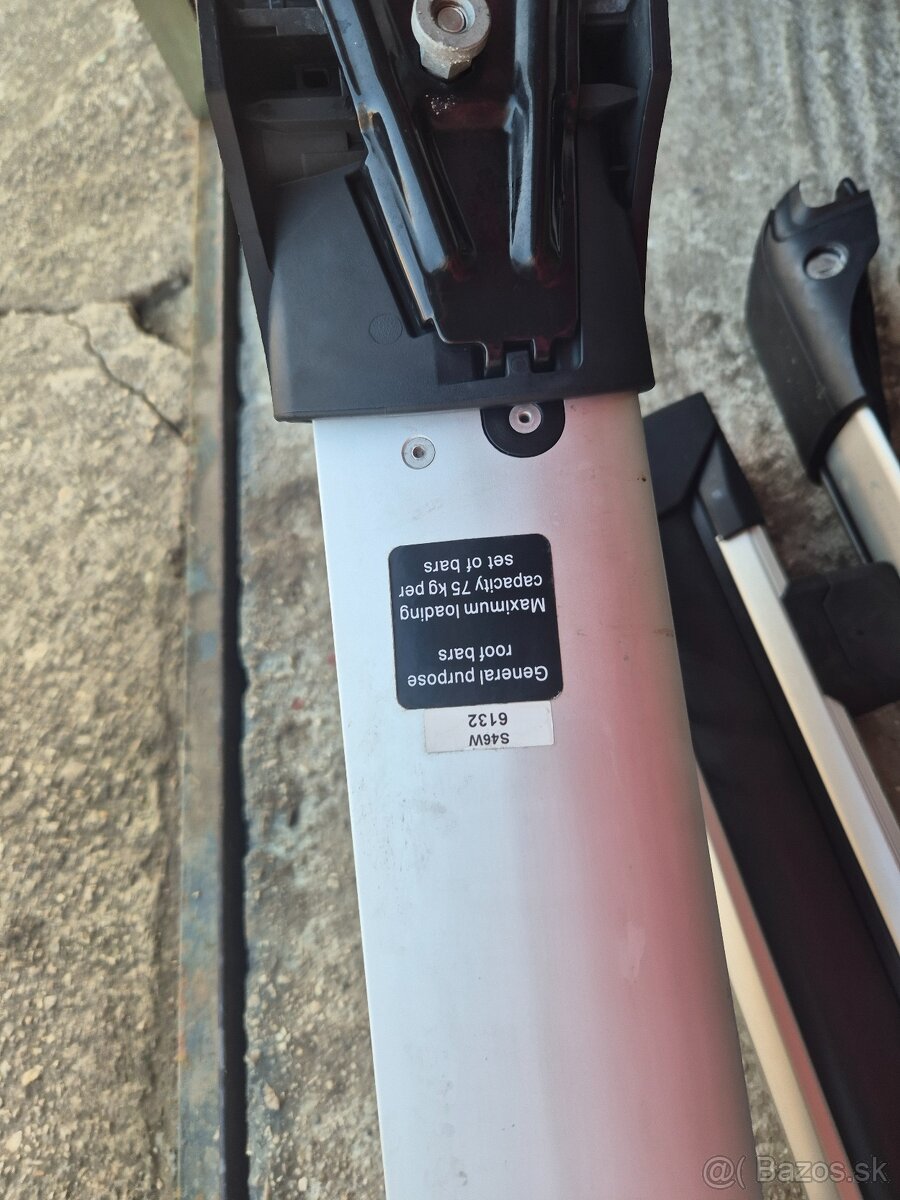 General purpose
roof bars
Maximum loading
capacity 75 kg per
set of bars
S46W
6132
@( Bazos.sk